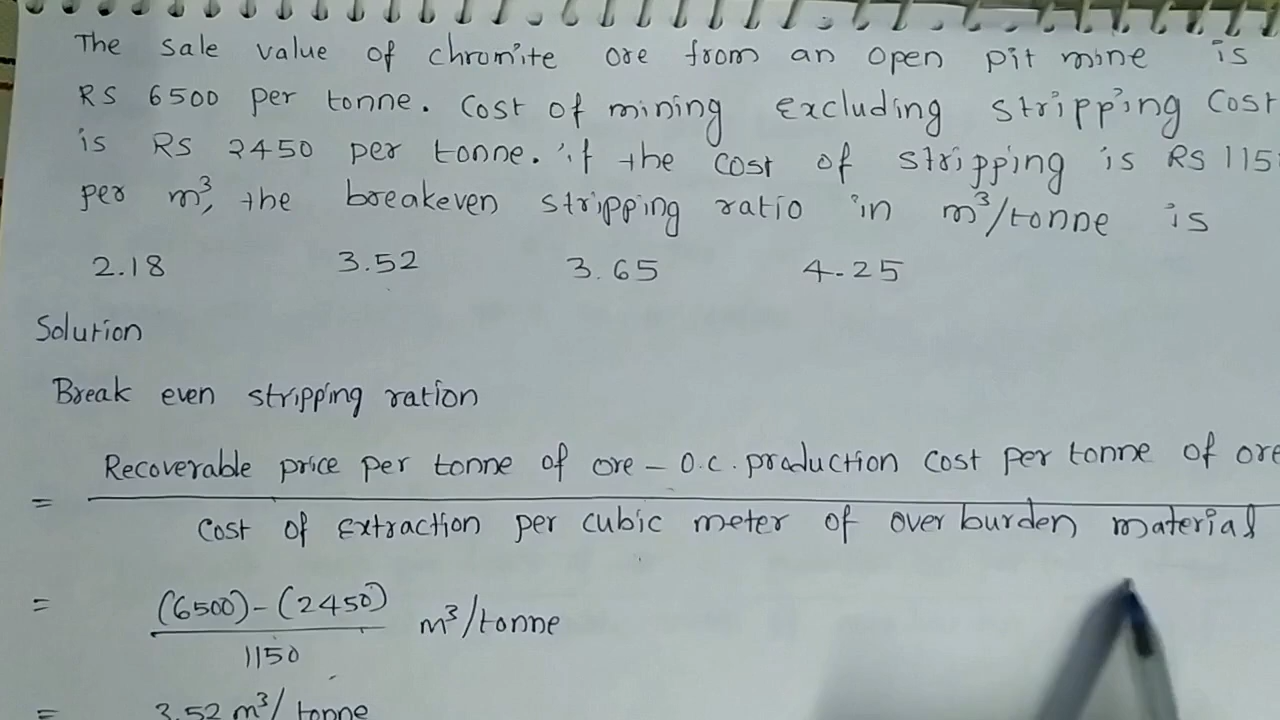 The sale value of chromite ore from an open pit mine is
RS 6500 per tonne. Cost of mining Excluding stripping Cost
is RS 2450 per tonne. if the cost of stripping is RS 115
per m³, the breakeven stripping ratio in m³/tonne is
2.18 3.52 3.65 4.25
Solution
Break even stripping ration
Recoverable price per tonne of ore - O.C. production cost per tonne of ore
=
Cost of Extraction per cubic meter of over burden material
= (6500)-(2450) m³/tonne
1150
= 3.52 m³/tonne